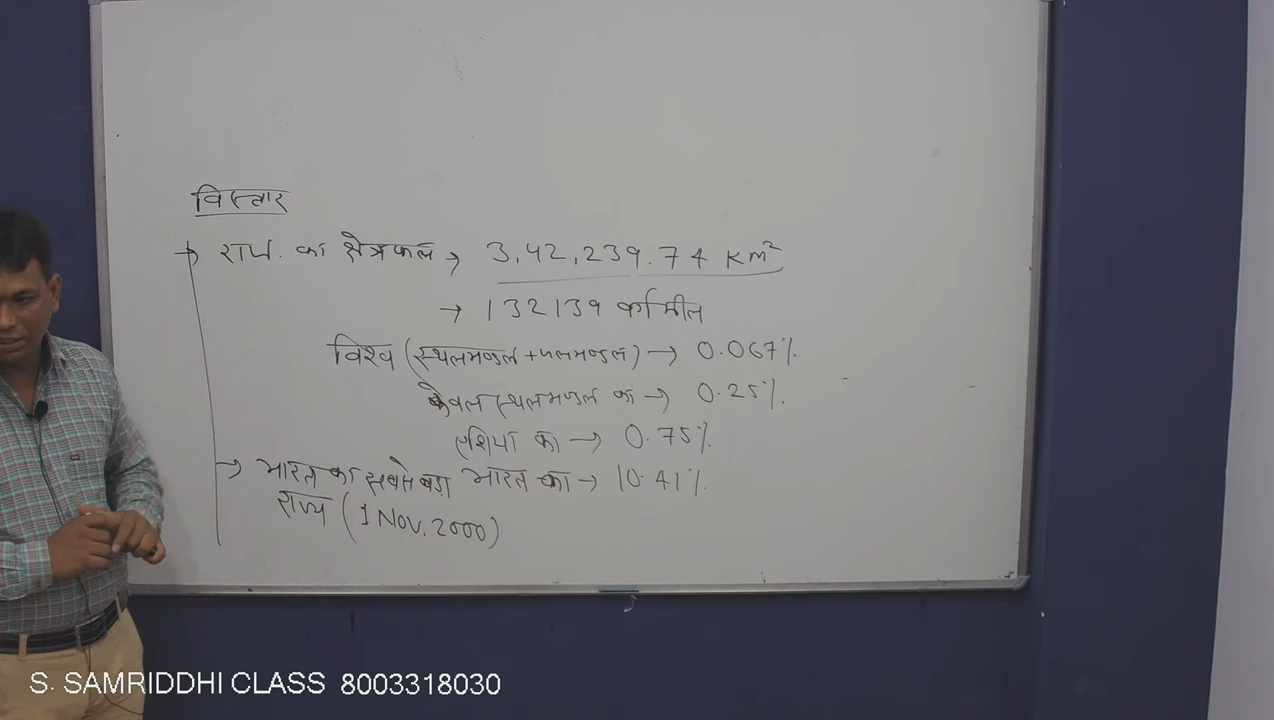 विस्तार
→ राज. का क्षेत्रफल → 3,42,239.74 Km²
→ 132139 वर्गमील
विश्व (स्थलमण्डल + जलमण्डल) → 0.067%
केवल स्थलमण्डल का → 0.25%
एशिया का → 0.75%
भारत का → 10.41%
→ भारत का सबसे बड़ा
राज्य (1 Nov. 2000)
S. SAMRIDDHI CLASS 8003318030